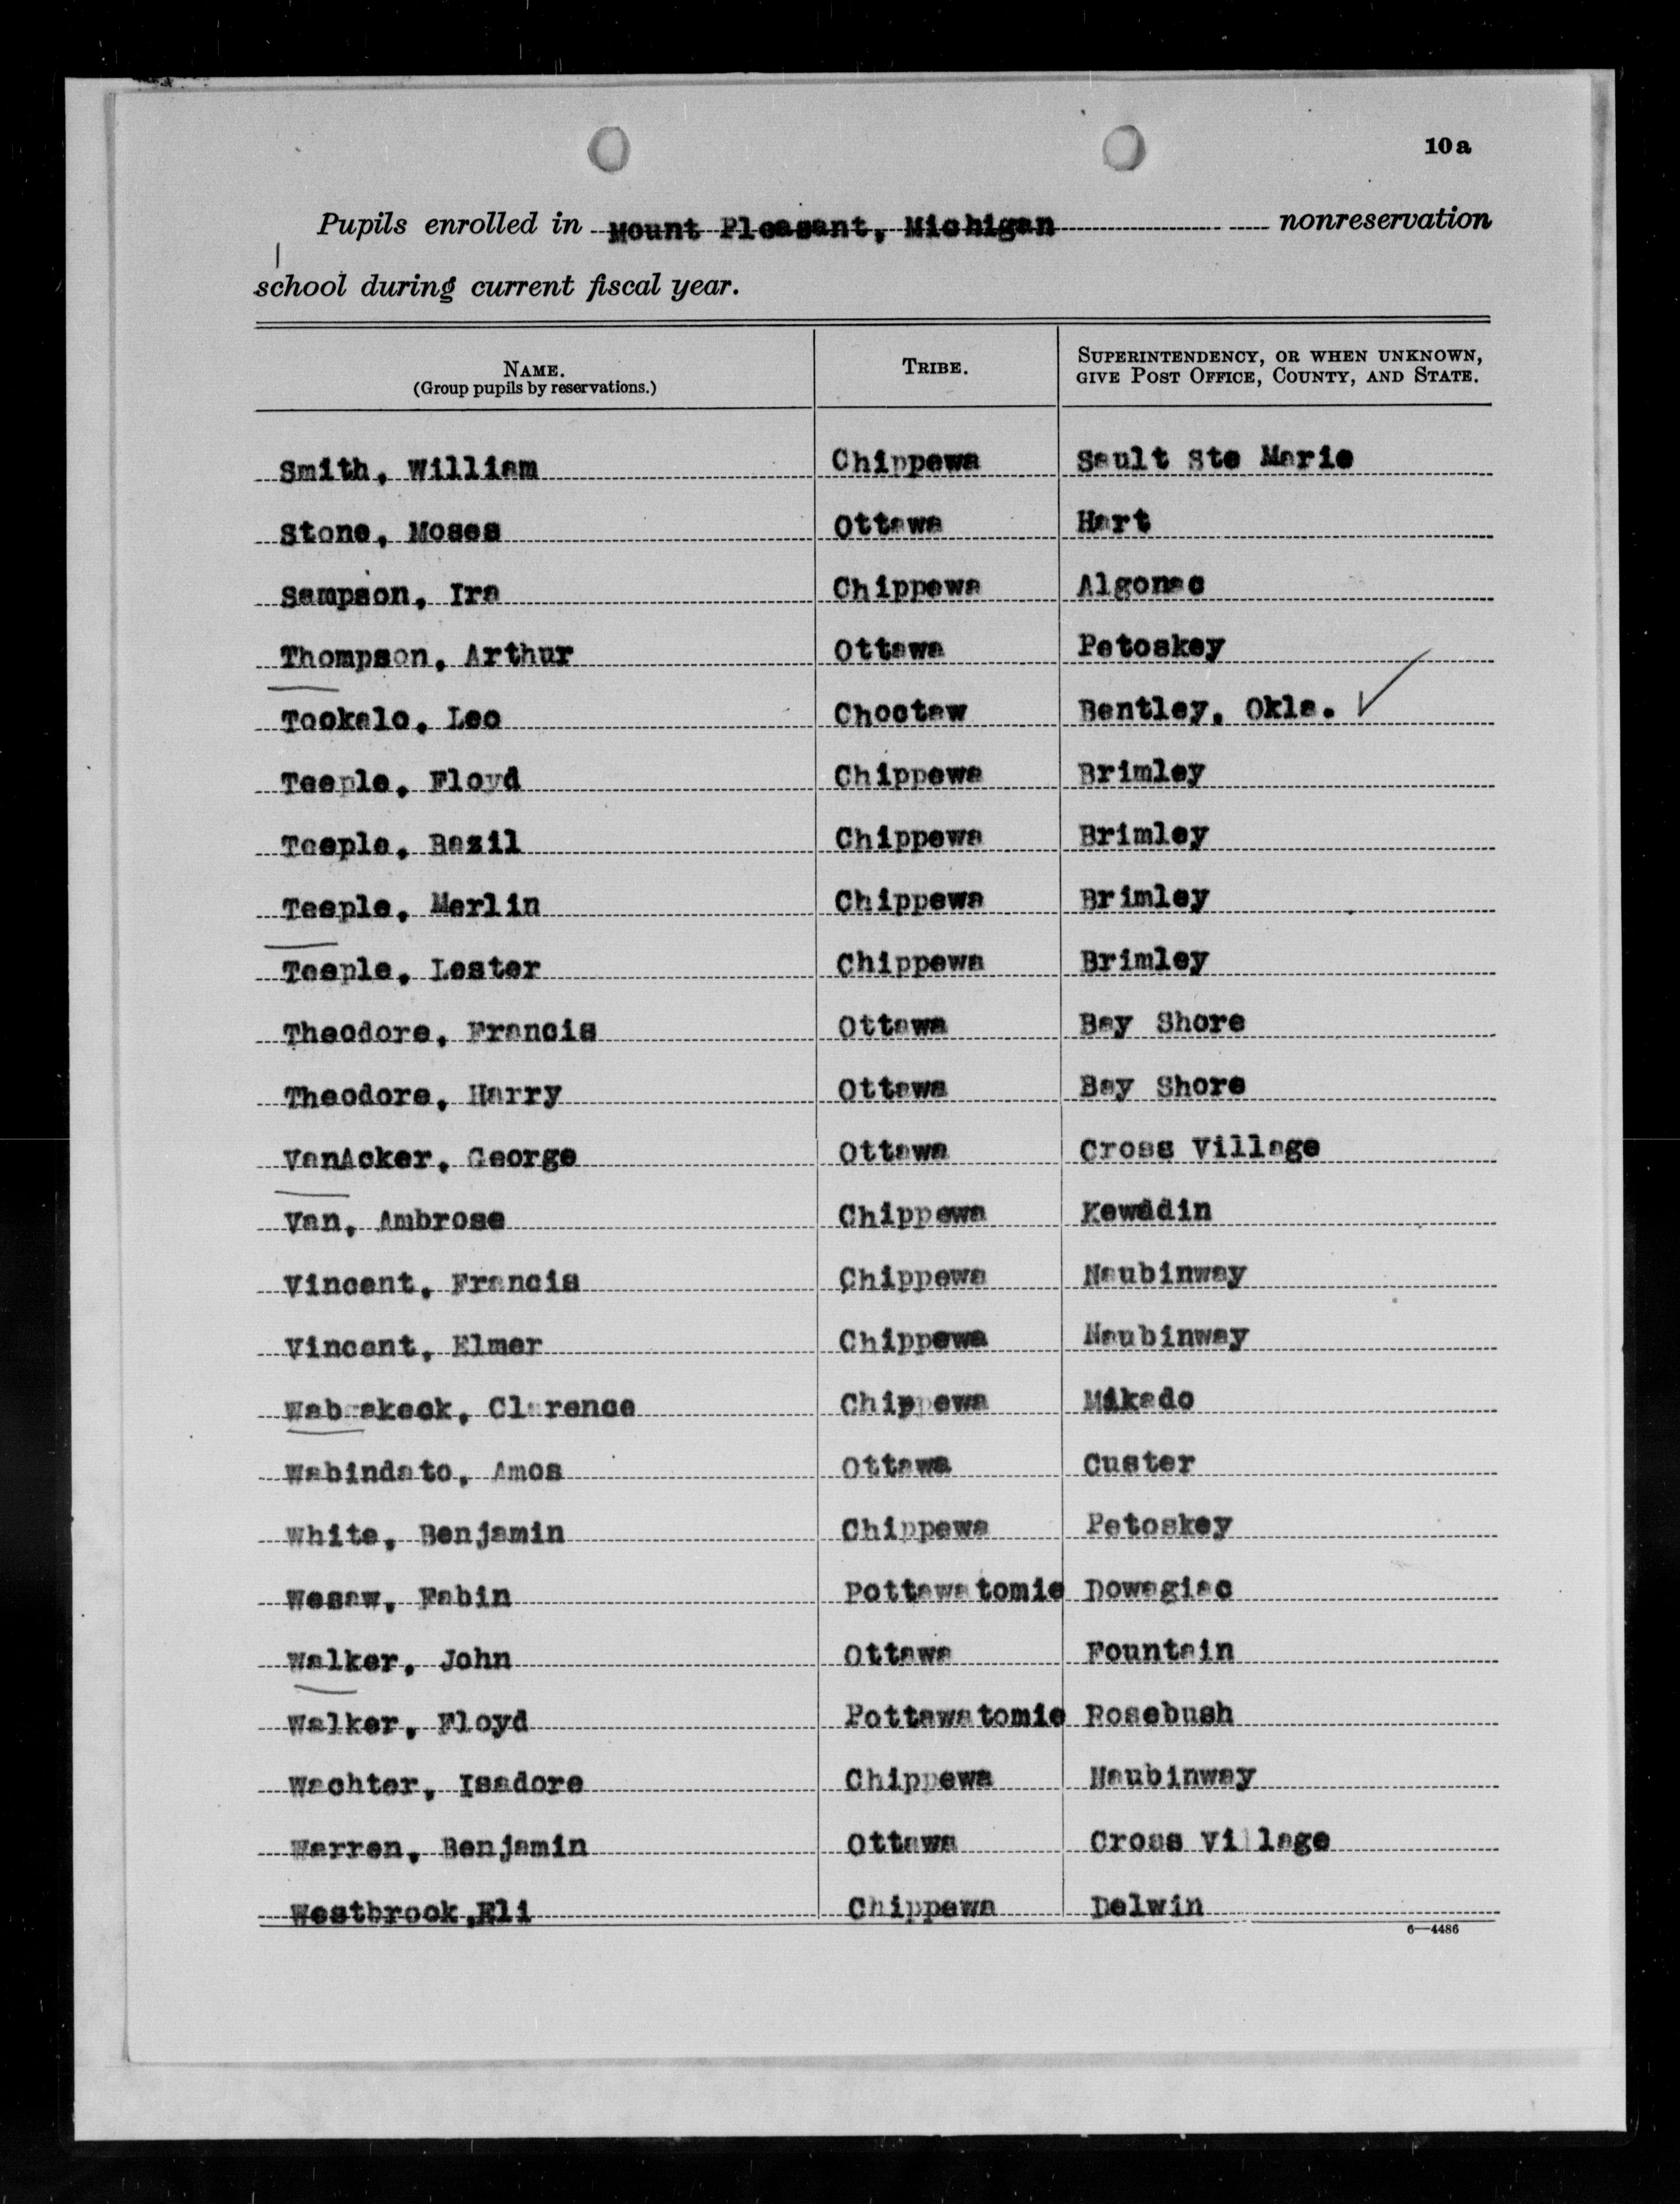 10a
Pupils enrolled in Mount Pleasant, Michigan nonreservation
school during current fiscal year.
NAME. TRIBE. SUPERINTENDENCY, OR WHEN UNKNOWN,
(Group pupils by reservations.) GIVE POST OFFICE, COUNTY, AND STATE.
Smith, William Chippewa Sault Ste Marie
Stone, Moses Ottawa Hart
Sampson, Ira Chippewa Algonac
Thompson, Arthur Ottawa Petoskey
Tookalo, Leo Choctaw Bentley, Okla. ✓
Teeple, Floyd Chippewa Brimley
Teeple, Bazil Chippewa Brimley
Teeple, Merlin Chippewa Brimley
Teeple, Lester Chippewa Brimley
Theodore, Francis Ottawa Bay Shore
Theodore, Harry Ottawa Bay Shore
VanAcker, George Ottawa Cross Village
Van, Ambrose Chippewa Kewadin
Vincent, Francis Chippewa Naubinway
Vincent, Elmer Chippewa Naubinway
Clarence Chippewa Mikado
Wabindato, Amos Ottawa Custer
White, Benjamin Chippewa Petoskey
Wesaw, Fabin Pottawatomie Dowagiac
Walker, John Ottawa Fountain
Walker, Floyd Pottawatomie Rosebush
Wachter, Isadore Chippewa Naubinway
Warren, Benjamin Ottawa Cross Village
Westbrook,Eli Chippewa Delwin
6—4486